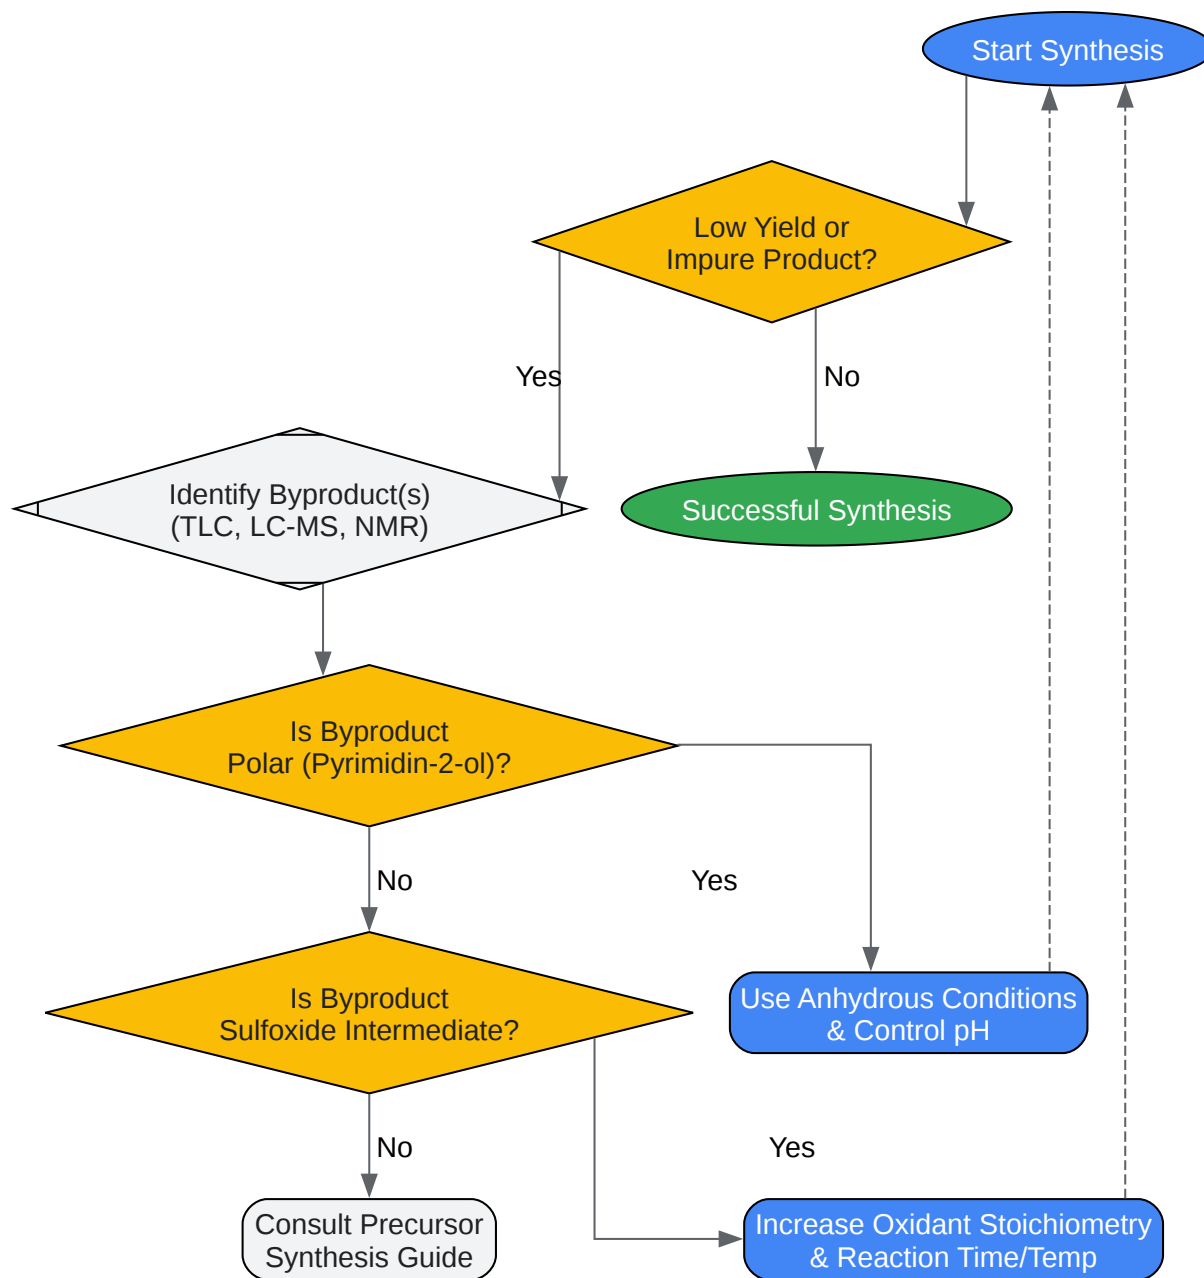 Start Synthesis
Low Yield or
Impure Product?
Yes
No
Identify Byproduct(s)
(TLC, LC-MS, NMR)
Successful Synthesis
Is Byproduct
Polar (Pyrimidin-2-ol)?
No
Yes
Is Byproduct
Sulfoxide Intermediate?
Use Anhydrous Conditions
& Control pH
No
Yes
Consult Precursor
Synthesis Guide
Increase Oxidant Stoichiometry
& Reaction Time/Temp